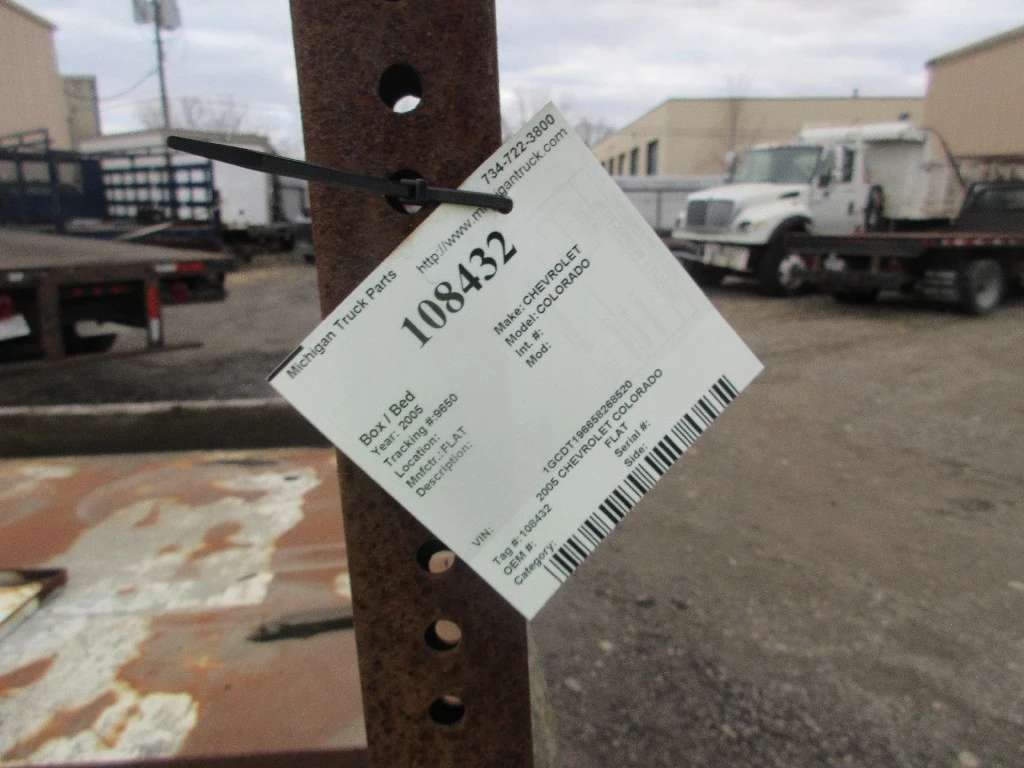 Michigan Truck Parts 734-722-3800
http://www.michigantruck.com
108432
Box / Bed
Year: 2005
Tracking #:9650
Location:
Mnfctr.:FLAT
Description:
Make:CHEVROLET
Model:COLORADO
Int. #:
Mod:
VIN: 1GCDT196658268520
2005 CHEVROLET COLORADO
Tag #:108432 FLAT
OEM #: Serial #:
Category: Side: